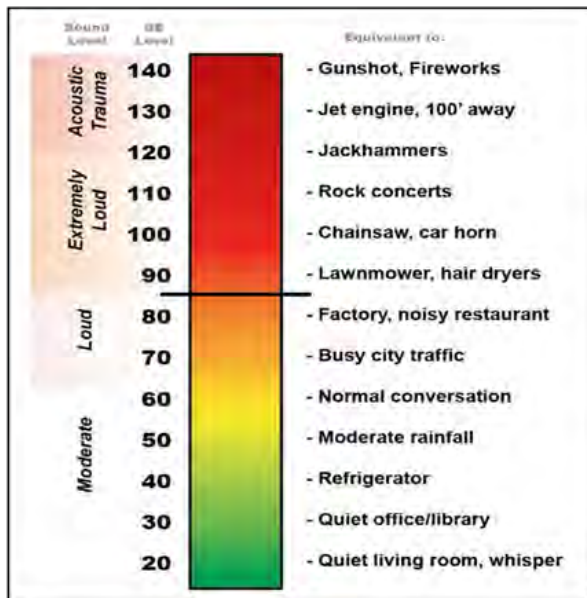 Sound Level
dB Level
Equivalent to:
Acoustic Trauma
Extremely Loud
Loud
Moderate
140 - Gunshot, Fireworks
130 - Jet engine, 100' away
120 - Jackhammers
110 - Rock concerts
100 - Chainsaw, car horn
90 - Lawnmower, hair dryers
80 - Factory, noisy restaurant
70 - Busy city traffic
60 - Normal conversation
50 - Moderate rainfall
40 - Refrigerator
30 - Quiet office/library
20 - Quiet living room, whisper